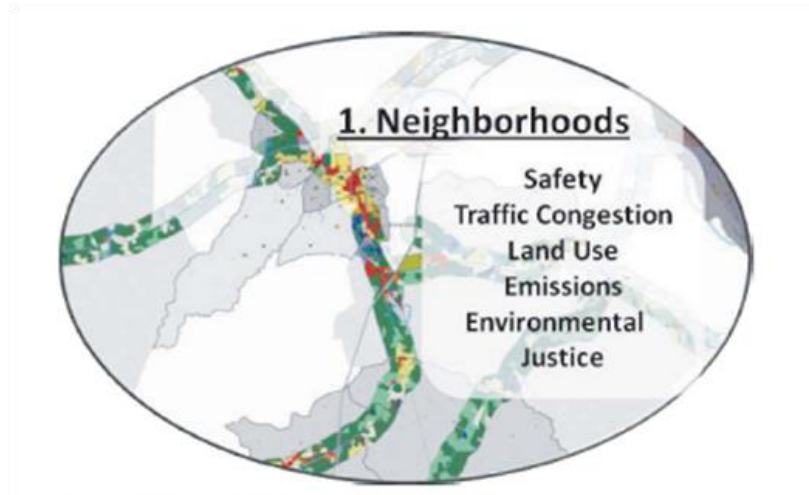 1. Neighborhoods
Safety
Traffic Congestion
Land Use
Emissions
Environmental
Justice